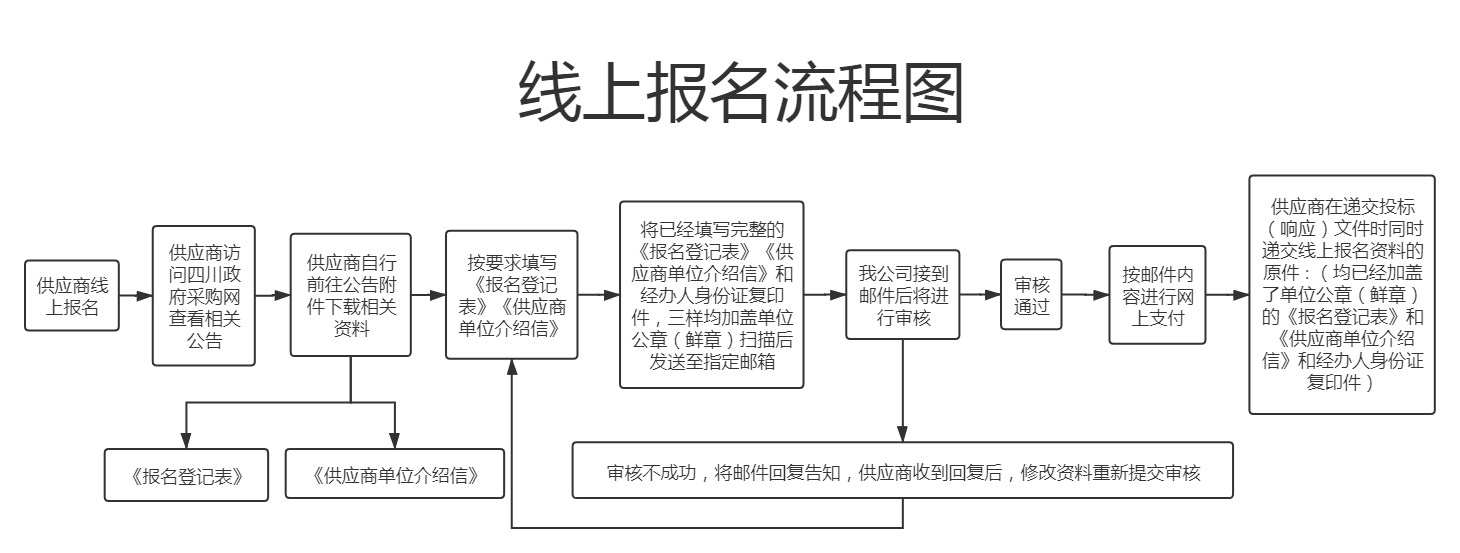 线上报名流程图
供应商线
上报名
供应商访
问四川政
府采购网
查看相关
公告
供应商自行
前往公告附
件下载相关
资料
按要求填写
《报名登记
表》《供应商
单位介绍信》
将已经填写完整的
《报名登记表》《供
应商单位介绍信》和
经办人身份证复印
件，三样均加盖单位
公章（鲜章）扫描后
发送至指定邮箱
我公司接到
邮件后将进
行审核
审核
通过
按邮件内
容进行网
上支付
供应商在递交投标
（响应）文件时同时
递交线上报名资料的
原件：（均已经加盖
了单位公章（鲜章）
的《报名登记表》和
《供应商单位介绍
信》和经办人身份证
复印件）
《报名登记表》
《供应商单位介绍信》
审核不成功，将邮件回复告知，供应商收到回复后，修改资料重新提交审核